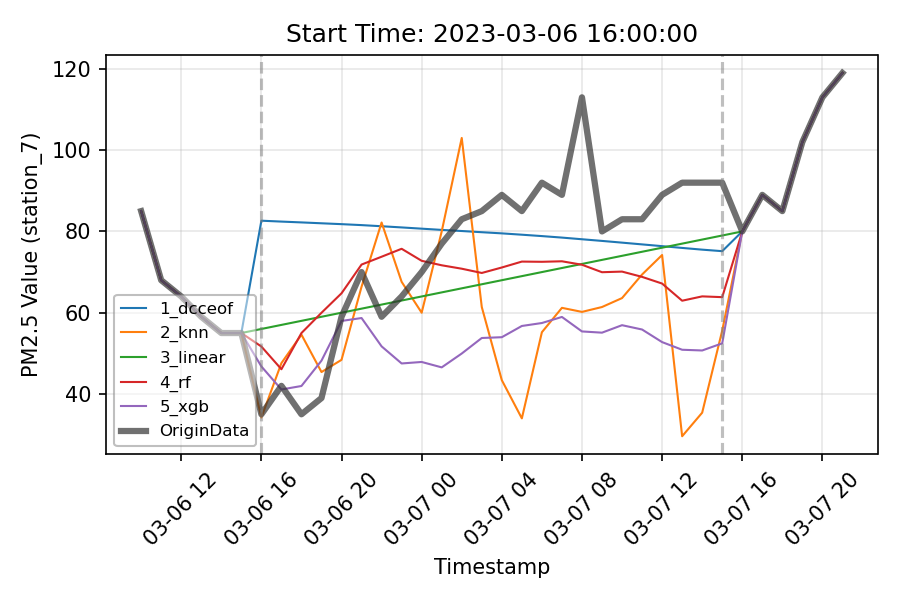 Start Time: 2023-03-06 16:00:00
PM2.5 Value (station_7)
120
100
80
60
40
1_dcceof
2_knn
3_linear
4_rf
5_xgb
OriginData
03-06 12
03-06 16
03-06 20
03-07 00
03-07 04
03-07 08
03-07 12
03-07 16
03-07 20
Timestamp